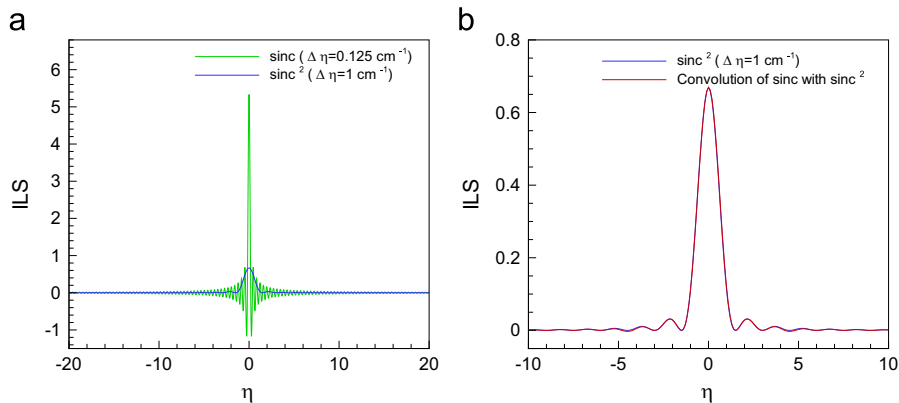 a
sinc ( Δ η=0.125 cm⁻¹)
sinc ² ( Δ η=1 cm⁻¹)
6
5
4
3
2
1
0
-1
ILS
-20
-10
0
10
20
η
b
sinc ² ( Δ η=1 cm⁻¹)
Convolution of sinc with sinc ²
0.8
0.6
0.4
0.2
0
ILS
-10
-5
0
5
10
η